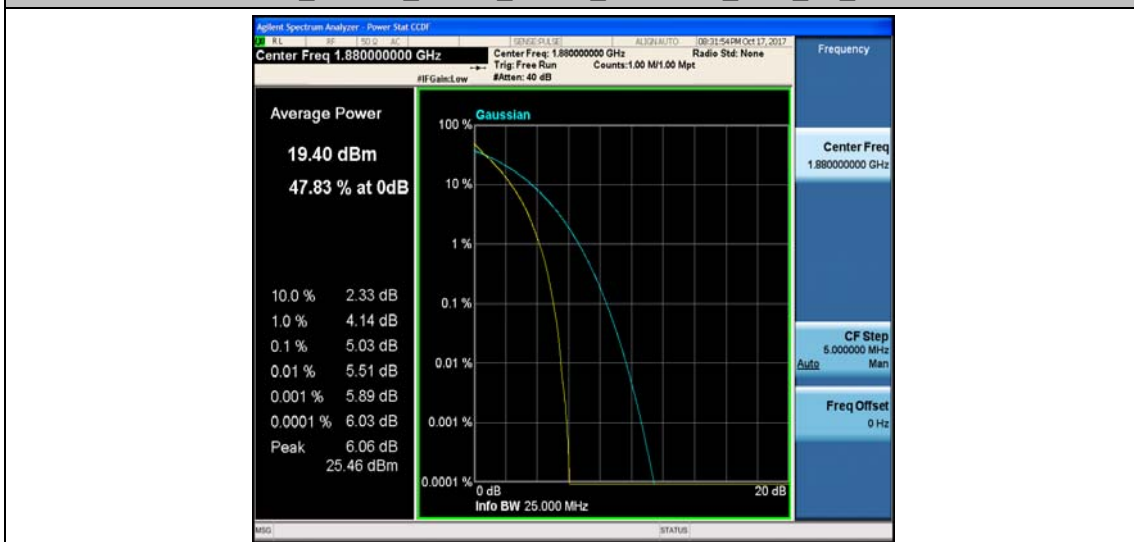 Agilent Spectrum Analyzer - Power Stat CCDF
RL RF 50 Ω AC SENSE:PULSE ALIGN AUTO 08:31:54 PM Oct 17, 2017
Center Freq 1.880000000 GHz
Center Freq: 1.880000000 GHz Radio Std: None
Trig: Free Run Counts:1.00 M/1.00 Mpt
#IFGain:Low #Atten: 40 dB
Frequency
Average Power
19.40 dBm
47.83 % at 0dB
10.0 % 2.33 dB
1.0 % 4.14 dB
0.1 % 5.03 dB
0.01 % 5.51 dB
0.001 % 5.89 dB
0.0001 % 6.03 dB
Peak 6.06 dB
25.46 dBm
Gaussian
100 %
10 %
1 %
0.1 %
0.01 %
0.001 %
0.0001 %
0 dB 20 dB
Info BW 25.000 MHz
Center Freq
1.880000000 GHz
CF Step
5.000000 MHz
Auto Man
Freq Offset
0 Hz
MSG STATUS